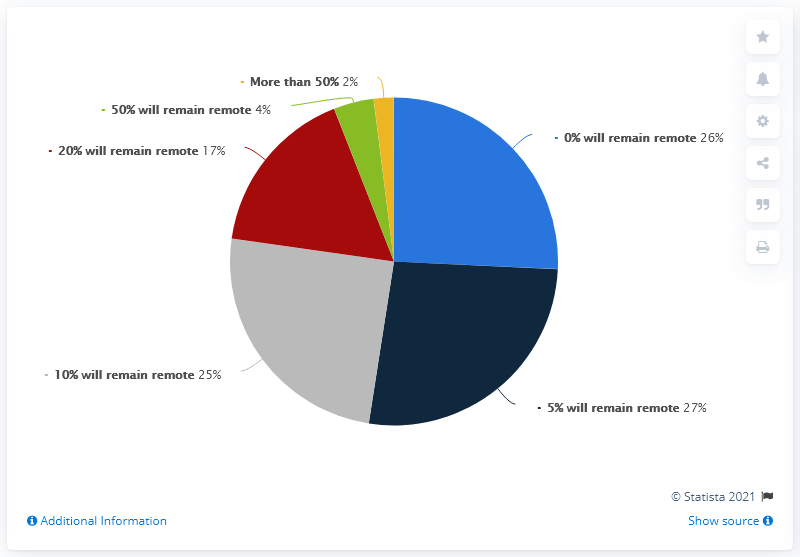 More than 50% 2%
50% will remain remote 4%
0% will remain remote 26%
20% will remain remote 17%
10% will remain remote 25%
5% will remain remote 27%
© Statista 2021
Additional Information
Show source